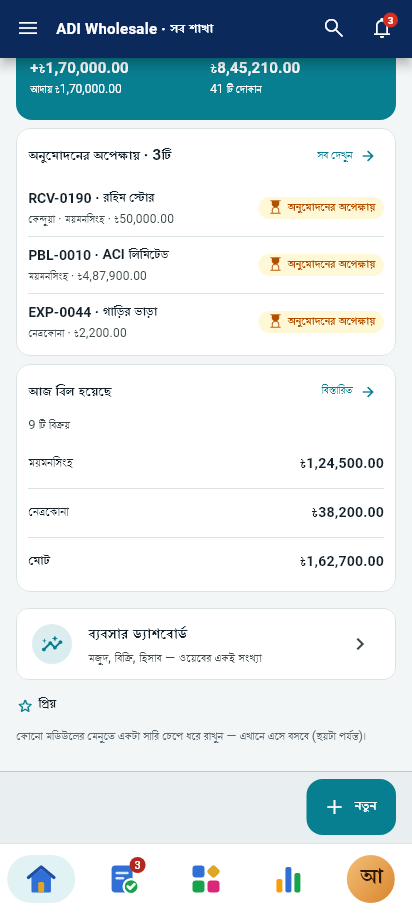 ADI Wholesale · সব শাখা
3
+৳1,70,000.00
৳8,45,210.00
আদায় ৳1,70,000.00
41 টি দোকান
অনুমোদনের অপেক্ষায় · 3টি
সব দেখুন
RCV-0190 · রহিম স্টোর
অনুমোদনের অপেক্ষায়
কেন্দুয়া · ময়মনসিংহ · ৳50,000.00
PBL-0010 · ACI লিমিটেড
অনুমোদনের অপেক্ষায়
ময়মনসিংহ · ৳4,87,900.00
EXP-0044 · গাড়ির ভাড়া
অনুমোদনের অপেক্ষায়
নেত্রকোনা · ৳2,200.00
আজ বিল হয়েছে
বিস্তারিত
9 টি বিক্রয়
ময়মনসিংহ
৳1,24,500.00
নেত্রকোনা
৳38,200.00
মোট
৳1,62,700.00
ব্যবসার ড্যাশবোর্ড
মজুদ, বিক্রি, হিসাব — ওয়েবের একই সংখ্যা
প্রিয়
কোনো মডিউলের মেনুতে একটা সারি চেপে ধরে রাখুন — এখানে এসে বসবে (ছয়টা পর্যন্ত)।
নতুন
3
আ